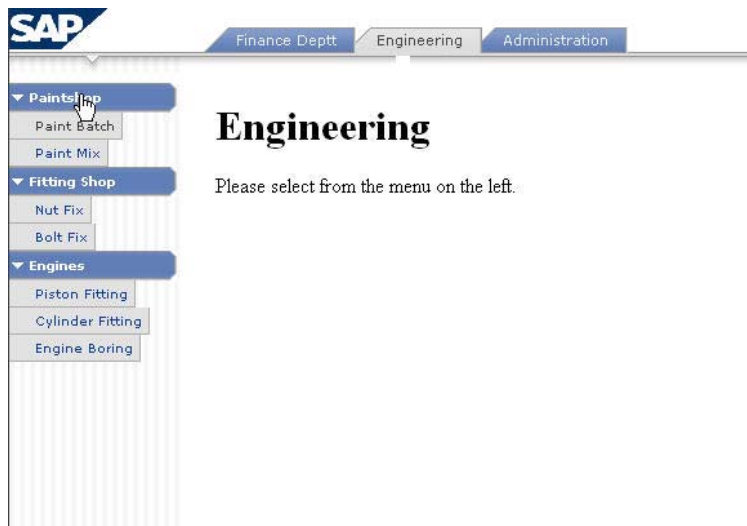 SAP
Finance Deptt Engineering Administration
Paintshop
Paint Batch
Paint Mix
Fitting Shop
Nut Fix
Bolt Fix
Engines
Piston Fitting
Cylinder Fitting
Engine Boring
Engineering
Please select from the menu on the left.